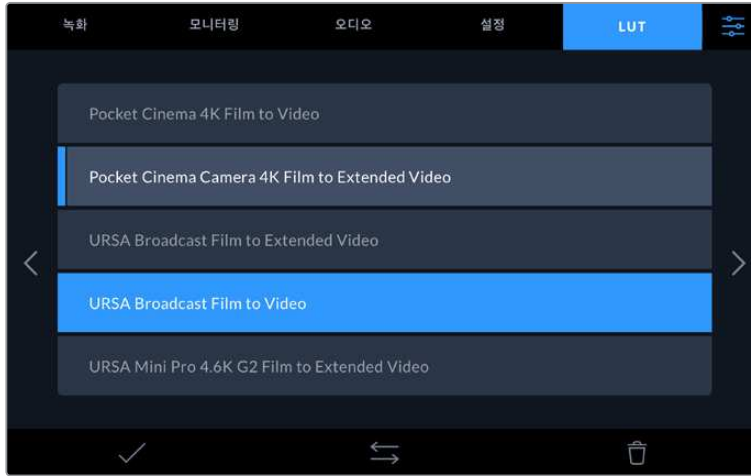 녹화 모니터링 오디오 설정 LUT
Pocket Cinema 4K Film to Video
Pocket Cinema Camera 4K Film to Extended Video
URSA Broadcast Film to Extended Video
URSA Broadcast Film to Video
URSA Mini Pro 4.6K G2 Film to Extended Video